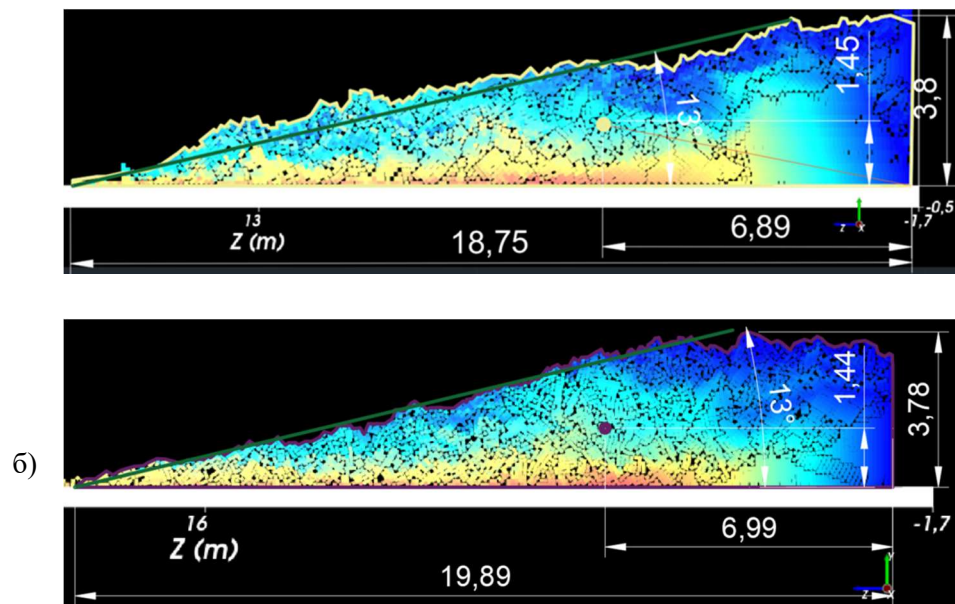 1,45
3,8
13°
13
Z (m)
18,75
6,89
-0,5
-1,7
z
x
б)
1,44
3,78
13°
16
Z (m)
6,99
-1,7
19,89
y
z
x